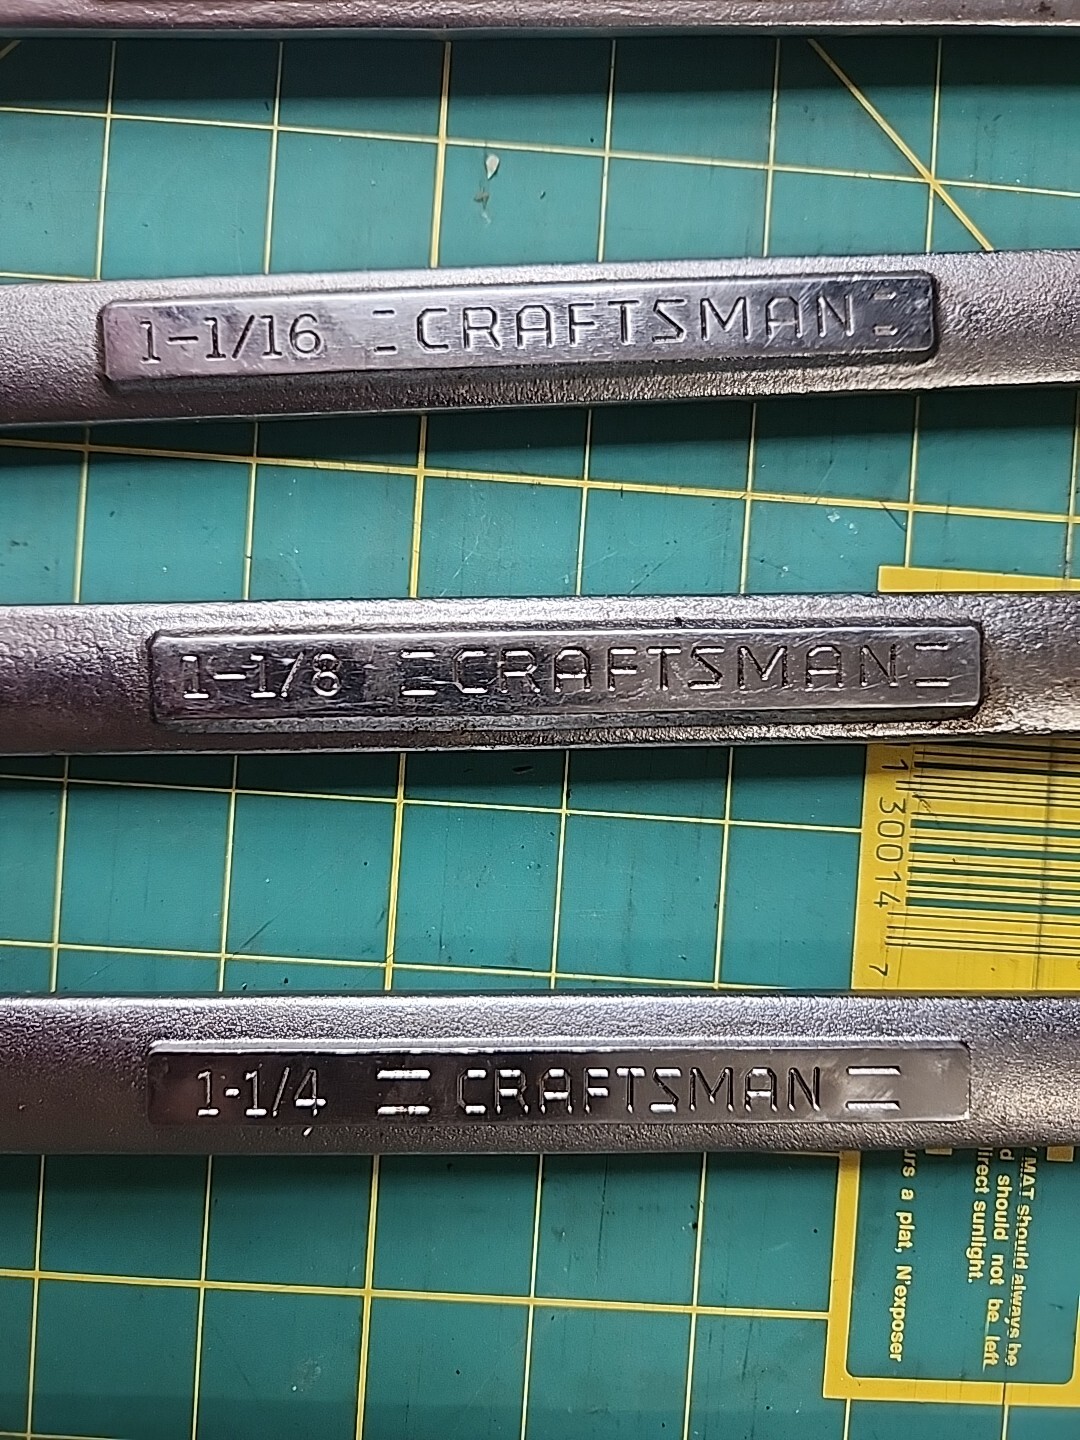 1-1/16 = CRAFTSMAN =
1-1/8 = CRAFTSMAN =
1 30014 7
1-1/4 = CRAFTSMAN =
MAT should always be
d should not be left
irect sunlight.
urs a plat, N'exposer